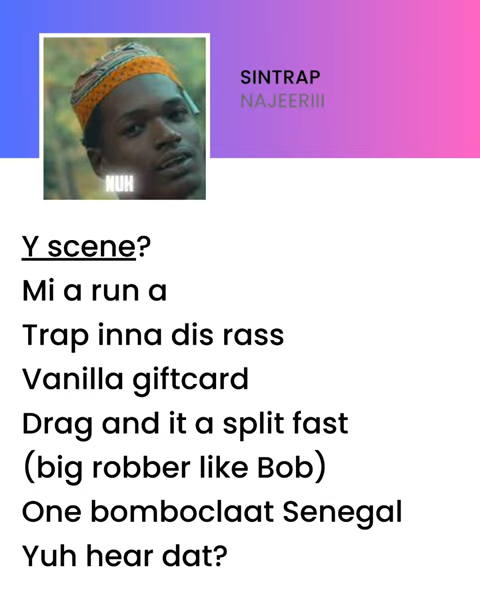 SINTRAP
NAJEERIII
NUH
Y scene?
Mi a run a
Trap inna dis rass
Vanilla giftcard
Drag and it a split fast
(big robber like Bob)
One bomboclaat Senegal
Yuh hear dat?